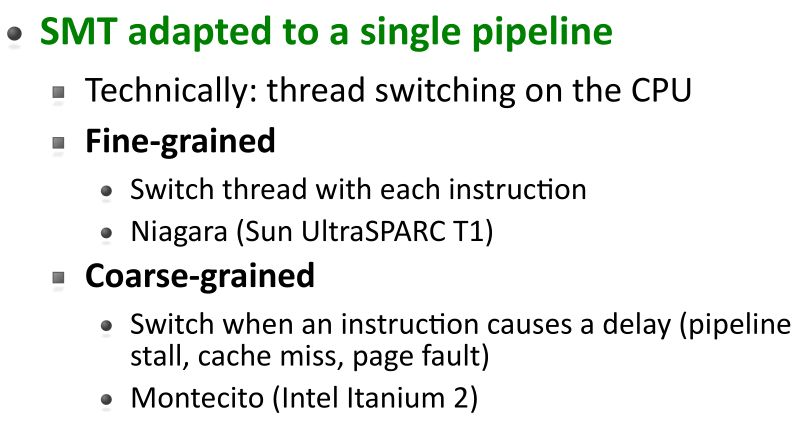 SMT adapted to a single pipeline
Technically: thread switching on the CPU
Fine-grained
Switch thread with each instruction
Niagara (Sun UltraSPARC T1)
Coarse-grained
Switch when an instruction causes a delay (pipeline
stall, cache miss, page fault)
Montecito (Intel Itanium 2)